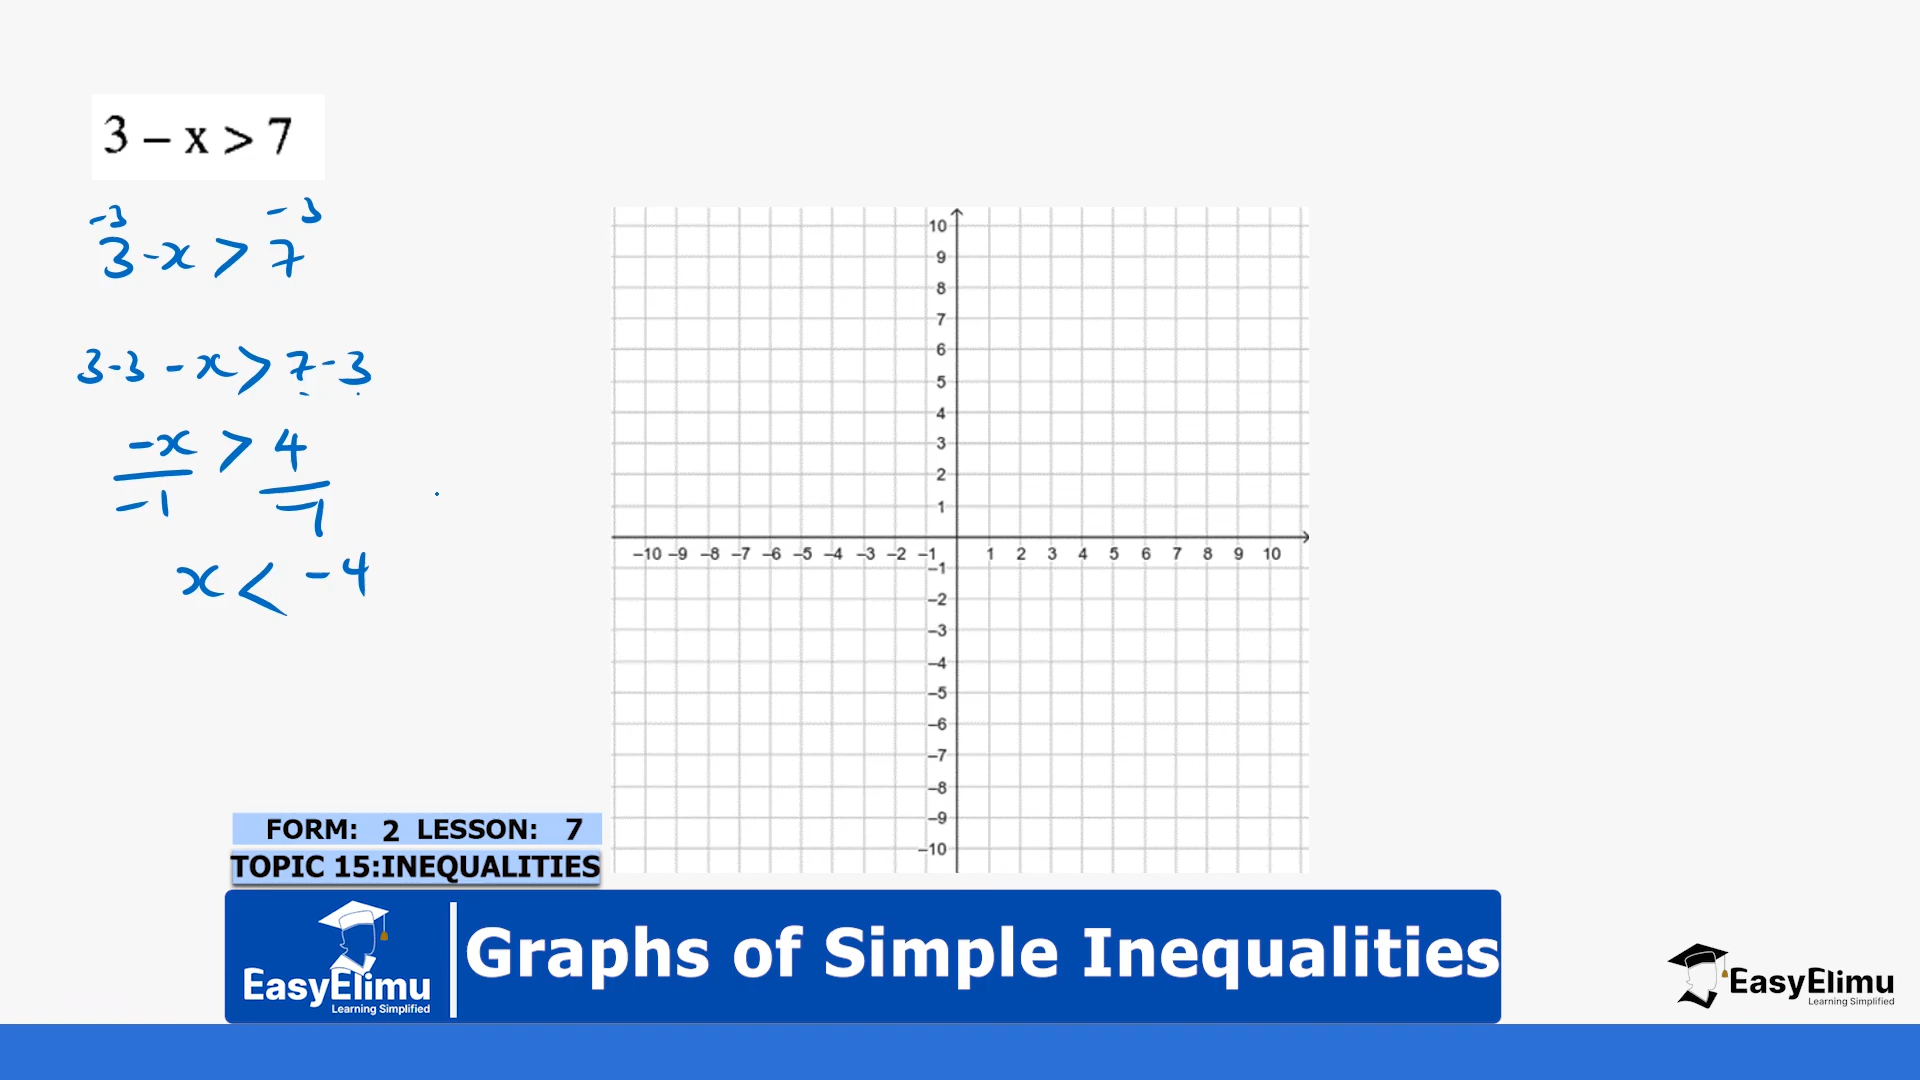 3 – x > 7
-3 -3
3 -x > 7
3-3 -x > 7-3
-x > 4
-1 -1
x < -4
10
9
8
7
6
5
4
3
2
1
–10 –9 –8 –7 –6 –5 –4 –3 –2 –1 1 2 3 4 5 6 7 8 9 10
–1
–2
–3
–4
–5
–6
–7
–8
–9
–10
FORM: 2 LESSON: 7
TOPIC 15:INEQUALITIES
EasyElimu
Learning Simplified
Graphs of Simple Inequalities
EasyElimu
Learning Simplified